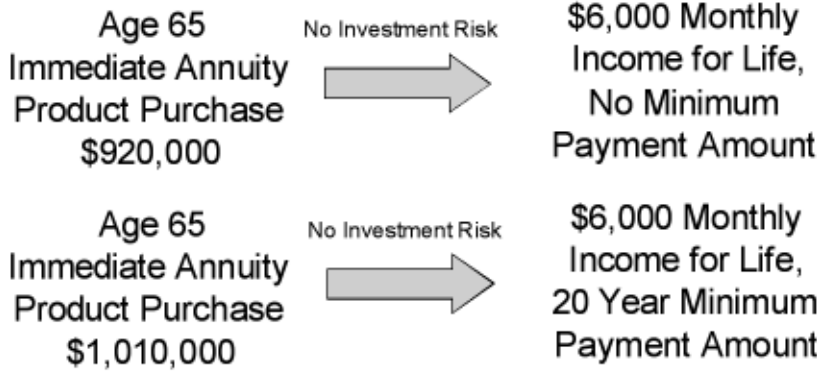 Age 65
Immediate Annuity
Product Purchase
$920,000
No Investment Risk
$6,000 Monthly
Income for Life,
No Minimum
Payment Amount
Age 65
Immediate Annuity
Product Purchase
$1,010,000
No Investment Risk
$6,000 Monthly
Income for Life,
20 Year Minimum
Payment Amount